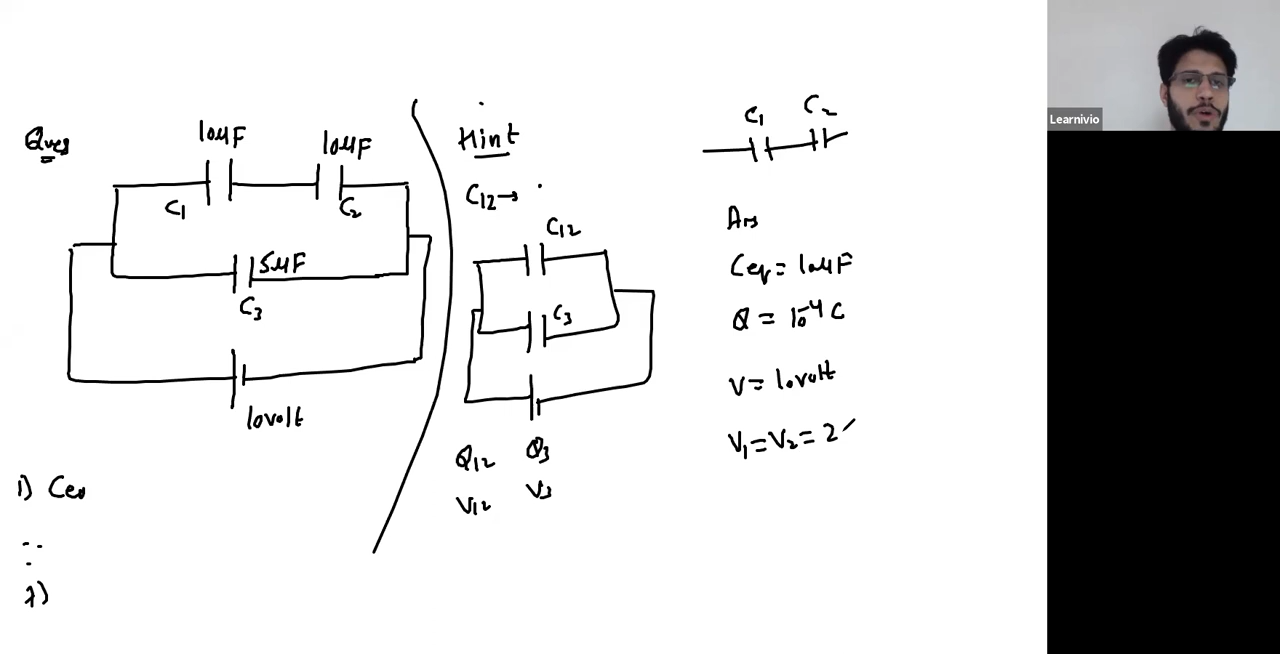 Ques
10μF
10μF
C1
C2
5μF
C3
10volt
1) Ceq
7)
Hint
C12→
C12
C3
Q12 Q3
V12 V3
C1 C2
Ans
Ceq = 10μF
Q = 10⁻⁴ C
V = 10volt
V1 = V2 = 2
Learnivio